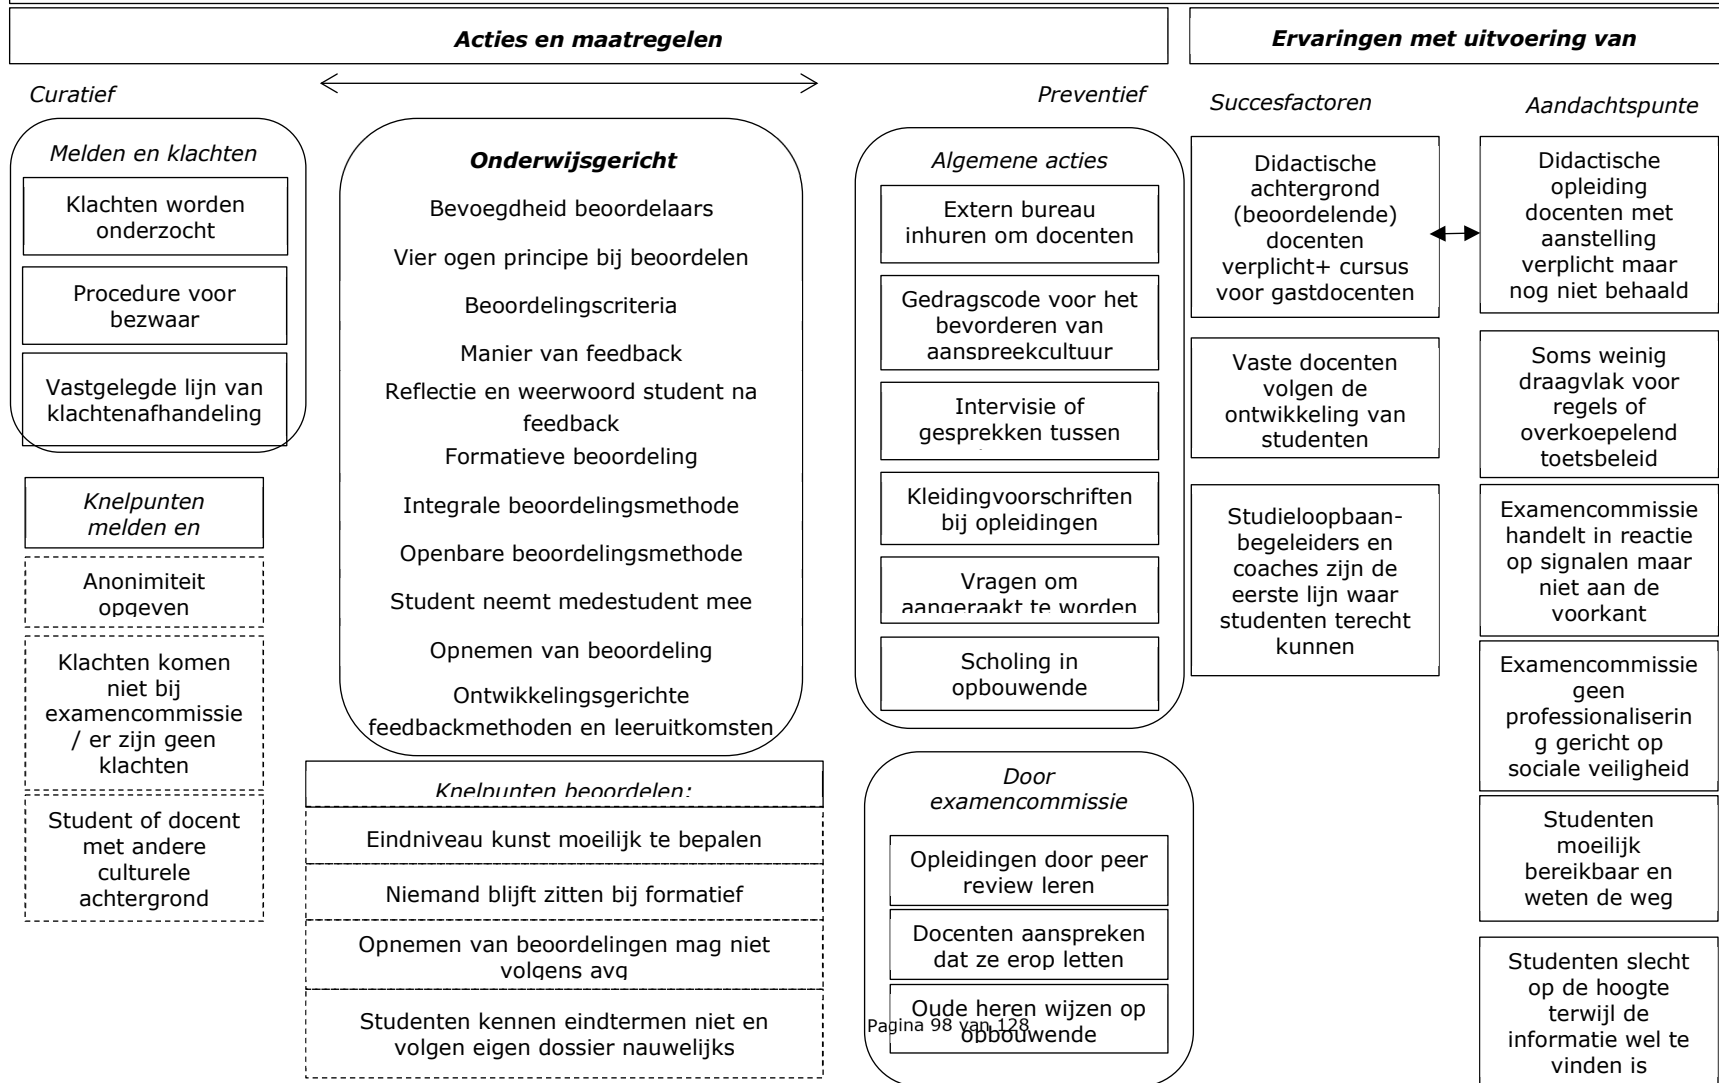 Acties en maatregelen
Ervaringen met uitvoering van
Curatief
Preventief
Succesfactoren
Aandachtspunte
Melden en klachten
Klachten worden
onderzocht
Procedure voor
bezwaar
Vastgelegde lijn van
klachtenafhandeling
Knelpunten
melden en
Anonimiteit
opgeven
Klachten komen
niet bij
examencommissie
/ er zijn geen
klachten
Student of docent
met andere
culturele
achtergrond
Onderwijsgericht
Bevoegdheid beoordelaars
Vier ogen principe bij beoordelen
Beoordelingscriteria
Manier van feedback
Reflectie en weerwoord student na
feedback
Formatieve beoordeling
Integrale beoordelingsmethode
Openbare beoordelingsmethode
Student neemt medestudent mee
Opnemen van beoordeling
Ontwikkelingsgerichte
feedbackmethoden en leeruitkomsten
Knelpunten beoordelen:
Eindniveau kunst moeilijk te bepalen
Niemand blijft zitten bij formatief
Opnemen van beoordelingen mag niet
volgens avg
Studenten kennen eindtermen niet en
volgen eigen dossier nauwelijks
Algemene acties
Extern bureau
inhuren om docenten
Gedragscode voor het
bevorderen van
aanspreekcultuur
Intervisie of
gesprekken tussen
Kleidingvoorschriften
bij opleidingen
Vragen om
aangeraakt te worden
Scholing in
opbouwende
Door
examencommissie
Opleidingen door peer
review leren
Docenten aanspreken
dat ze erop letten
Oude heren wijzen op
opbouwende
Pagina 98 van 128
Didactische
achtergrond
(beoordelende)
docenten
verplicht+ cursus
voor gastdocenten
Vaste docenten
volgen de
ontwikkeling van
studenten
Studieloopbaan-
begeleiders en
coaches zijn de
eerste lijn waar
studenten terecht
kunnen
Didactische
opleiding
docenten met
aanstelling
verplicht maar
nog niet behaald
Soms weinig
draagvlak voor
regels of
overkoepelend
toetsbeleid
Examencommissie
handelt in reactie
op signalen maar
niet aan de
voorkant
Examencommissie
geen
professionaliserin
g gericht op
sociale veiligheid
Studenten
moeilijk
bereikbaar en
weten de weg
Studenten slecht
op de hoogte
terwijl de
informatie wel te
vinden is